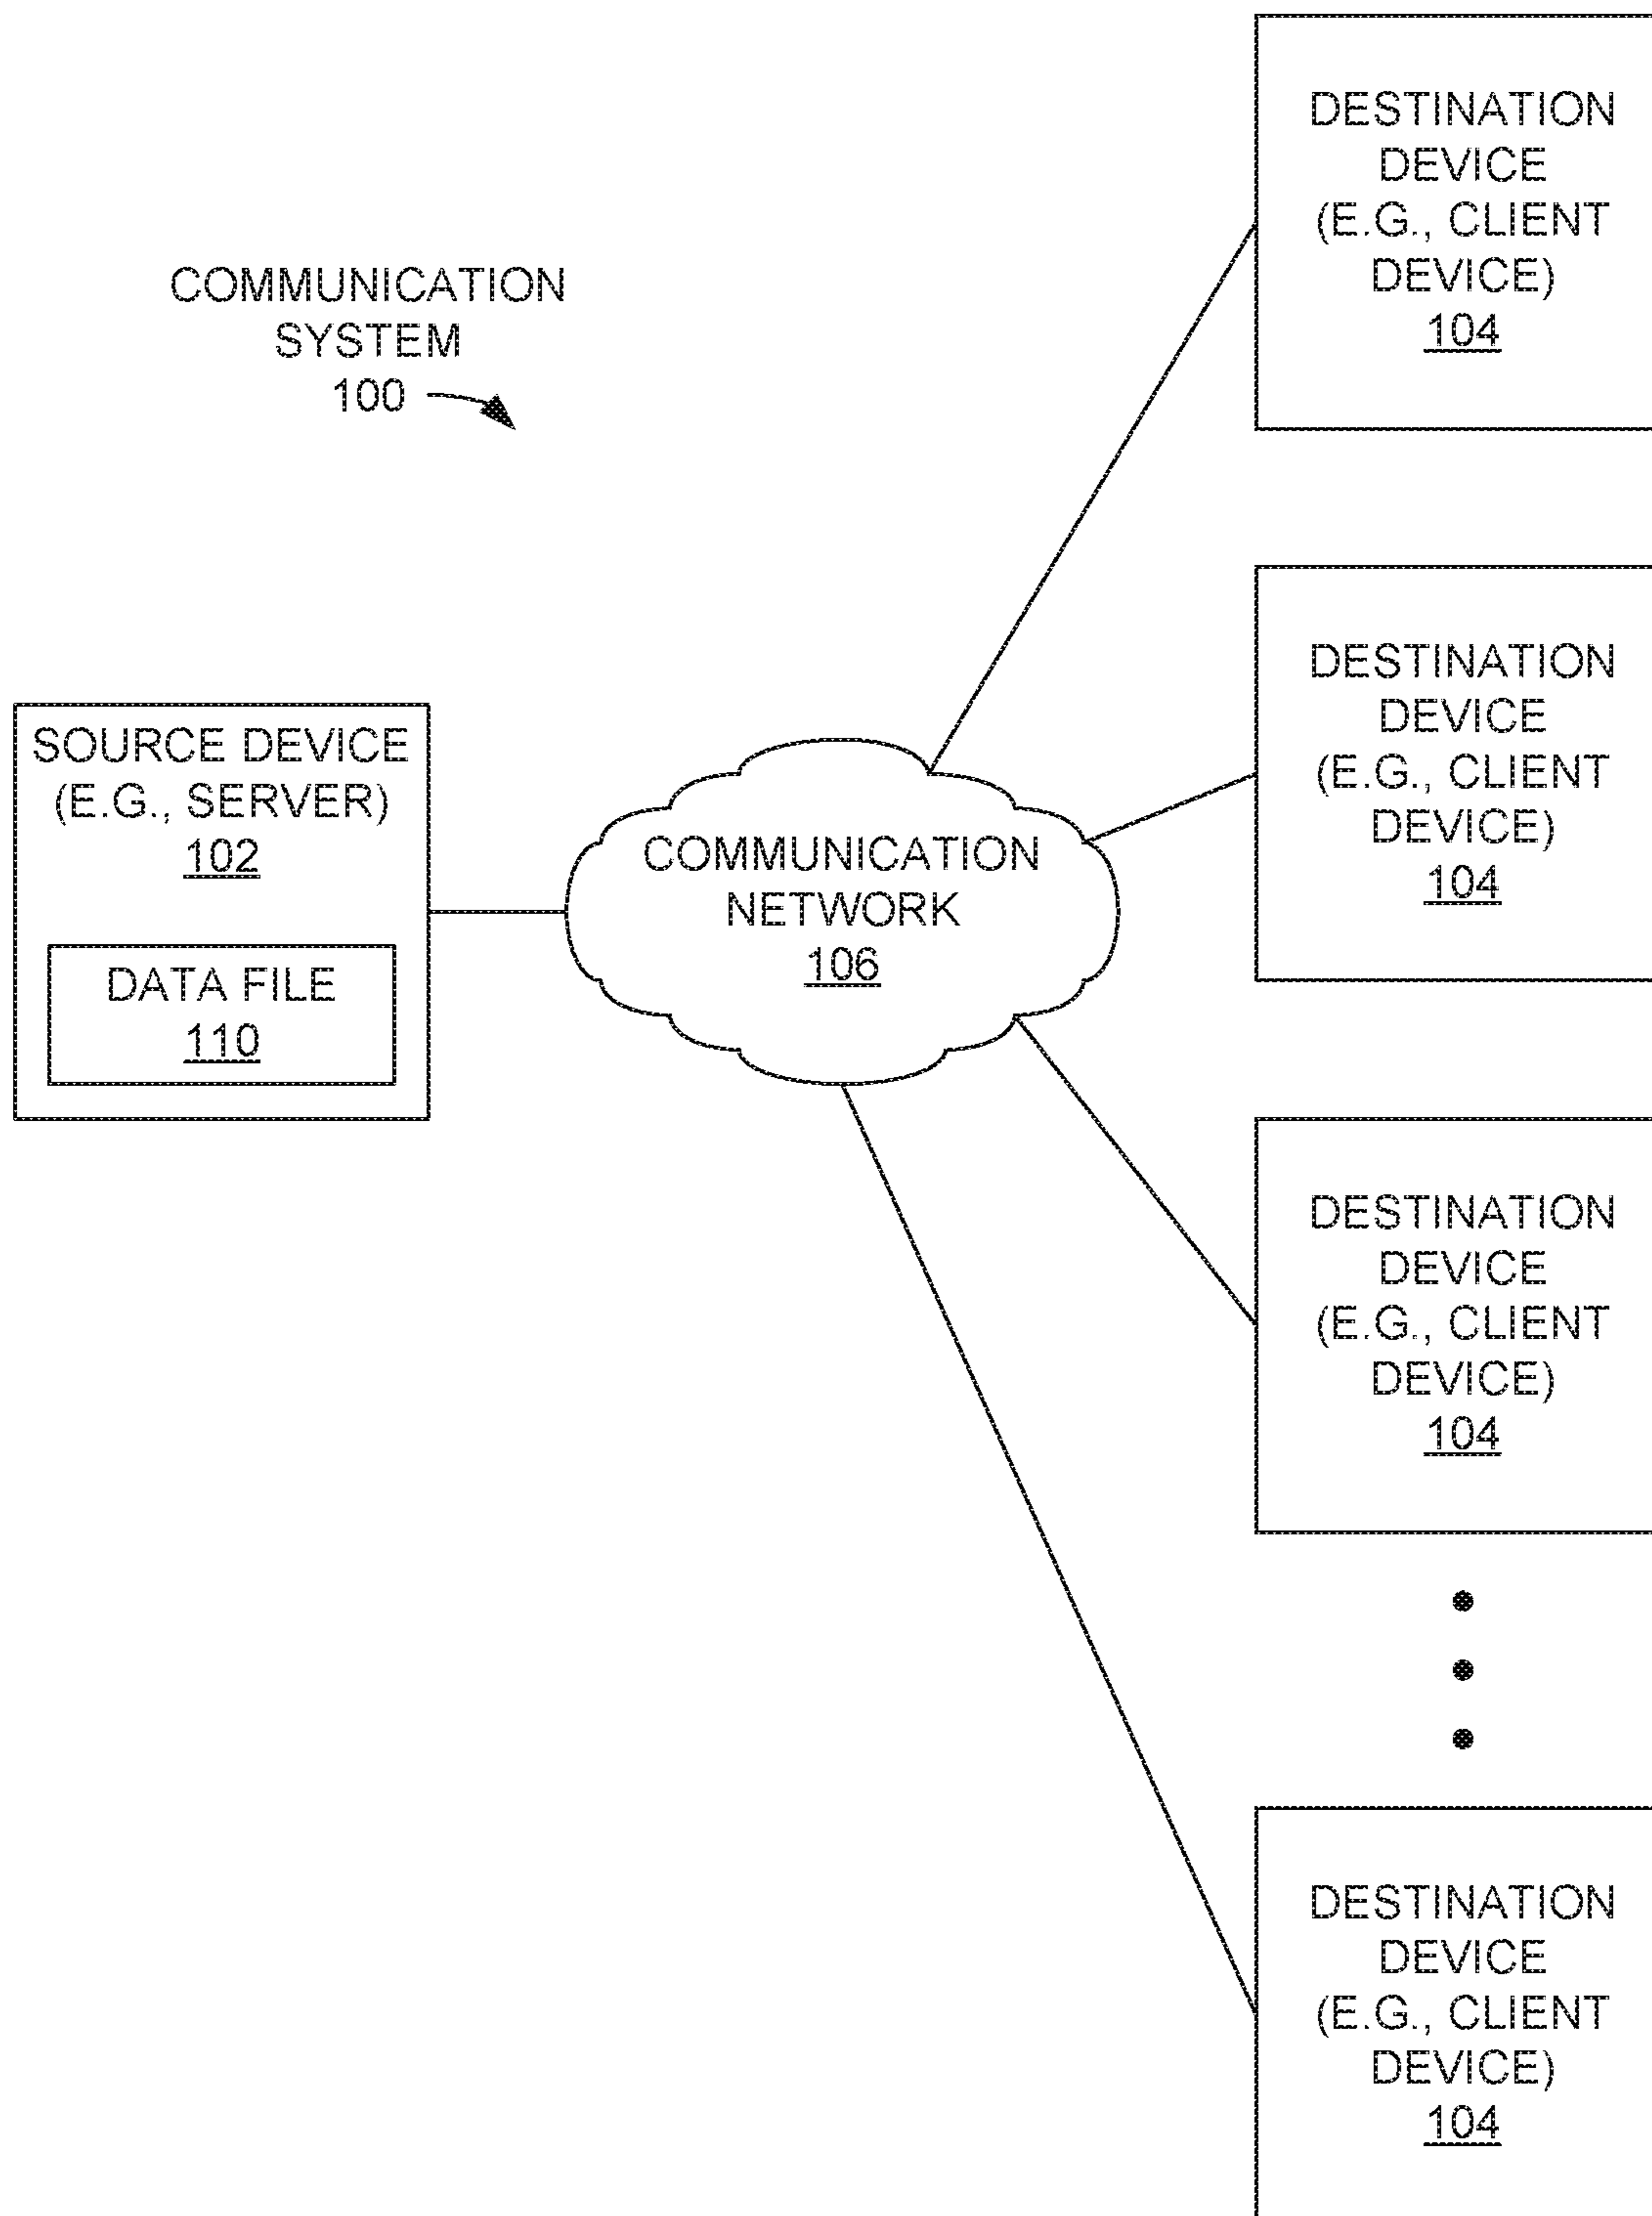 COMMUNICATION
SYSTEM
100
SOURCE DEVICE
(E.G., SERVER)
102
DATA FILE
110
COMMUNICATION
NETWORK
106
DESTINATION
DEVICE
(E.G., CLIENT
DEVICE)
104
DESTINATION
DEVICE
(E.G., CLIENT
DEVICE)
104
DESTINATION
DEVICE
(E.G., CLIENT
DEVICE)
104
DESTINATION
DEVICE
(E.G., CLIENT
DEVICE)
104